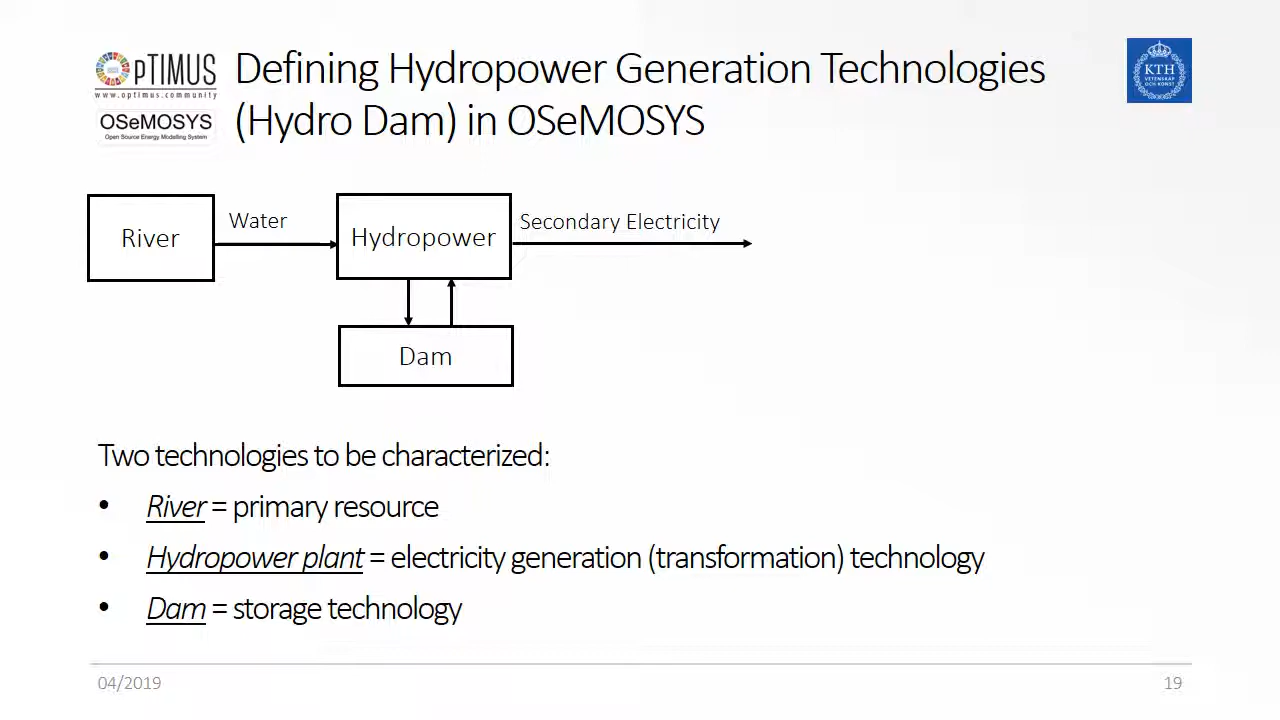 OpTIMUS
www.optimus.community
OSeMOSYS
Open Source Energy Modelling System
Defining Hydropower Generation Technologies
(Hydro Dam) in OSeMOSYS
KTH
VETENSKAP
OCH KONST
River
Water
Hydropower
Secondary Electricity
Dam
Two technologies to be characterized:
• River = primary resource
• Hydropower plant = electricity generation (transformation) technology
• Dam = storage technology
04/2019
19